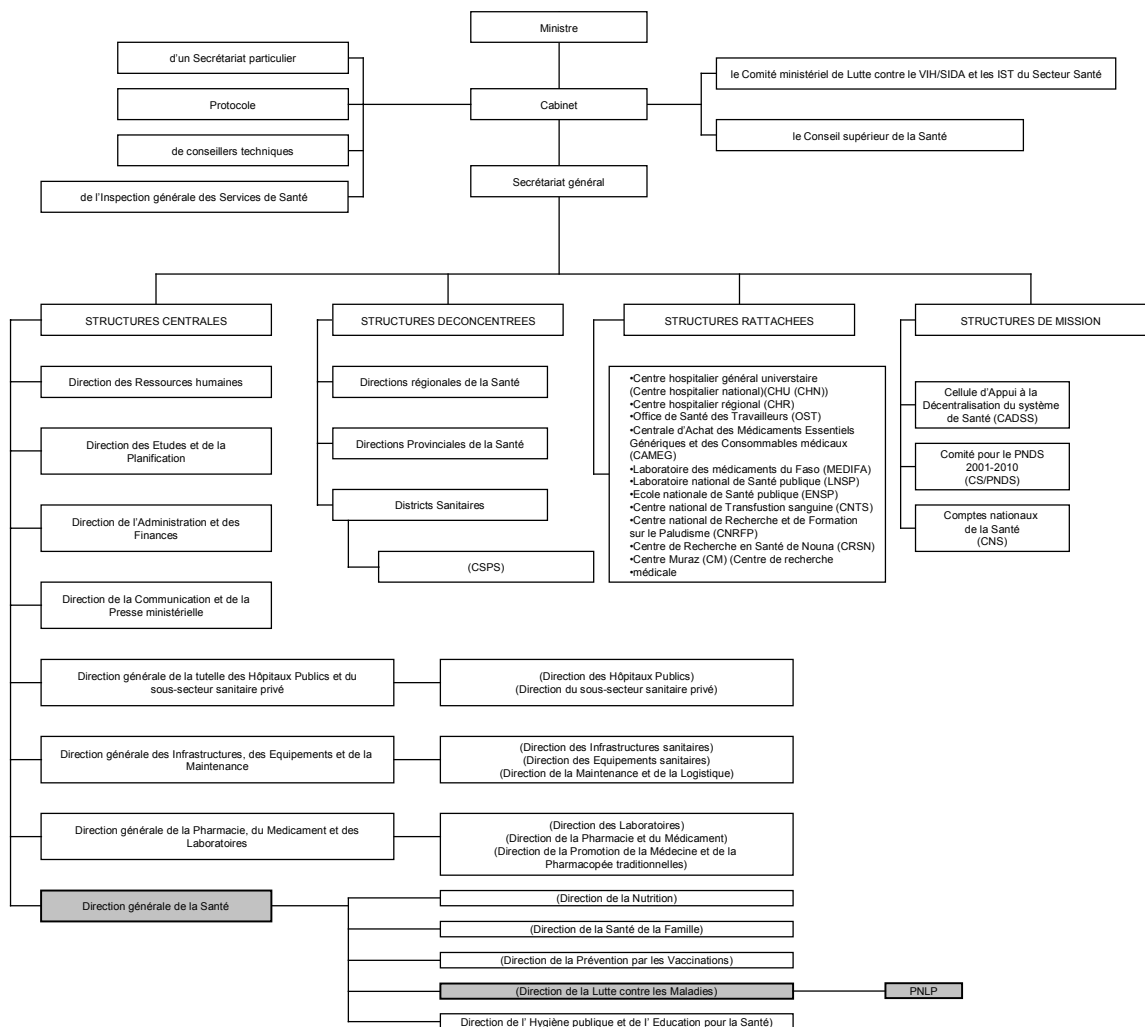 Ministre
d'un Secrétariat particulier
le Comité ministériel de Lutte contre le VIH/SIDA et les IST du Secteur Santé
Protocole
Cabinet
le Conseil supérieur de la Santé
de conseillers techniques
Secrétariat général
de l'Inspection générale des Services de Santé
STRUCTURES CENTRALES
STRUCTURES DECONCENTREES
STRUCTURES RATTACHEES
STRUCTURES DE MISSION
Direction des Ressources humaines
Direction des Etudes et de la
Planification
Direction de l'Administration et des
Finances
Direction de la Communication et de la
Presse ministérielle
Directions régionales de la Santé
Directions Provinciales de la Santé
Districts Sanitaires
(CSPS)
•Centre hospitalier général universitaire
(Centre hospitalier national)(CHU (CHN))
•Centre hospitalier régional (CHR)
•Office de Santé des Travailleurs (OST)
•Centrale d'Achat des Médicaments Essentiels
Génériques et des Consommables médicaux
(CAMEG)
•Laboratoire des médicaments du Faso (MEDIFA)
•Laboratoire national de Santé publique (LNSP)
•Ecole nationale de Santé publique (ENSP)
•Centre national de Transfustion sanguine (CNTS)
•Centre national de Recherche et de Formation
sur le Paludisme (CNRFP)
•Centre de Recherche en Santé de Nouna (CRSN)
•Centre Muraz (CM) (Centre de recherche
•médicale
Cellule d'Appui à la
Décentralisation du système
de Santé (CADSS)
Comité pour le PNDS
2001-2010
(CS/PNDS)
Comptes nationaux
de la Santé
(CNS)
Direction générale de la tutelle des Hôpitaux Publics et du
sous-secteur sanitaire privé
(Direction des Hôpitaux Publics)
(Direction du sous-secteur sanitaire privé)
Direction générale des Infrastructures, des Equipements et de la
Maintenance
(Direction des Infrastructures sanitaires)
(Direction des Equipements sanitaires)
(Direction de la Maintenance et de la Logistique)
Direction générale de la Pharmacie, du Medicament et des
Laboratoires
(Direction des Laboratoires)
(Direction de la Pharmacie et du Médicament)
(Direction de la Promotion de la Médecine et de la
Pharmacopée traditionnelles)
Direction générale de la Santé
(Direction de la Nutrition)
(Direction de la Santé de la Famille)
(Direction de la Prévention par les Vaccinations)
(Direction de la Lutte contre les Maladies)
PNLP
Direction de l' Hygiène publique et de l' Education pour la Santé)